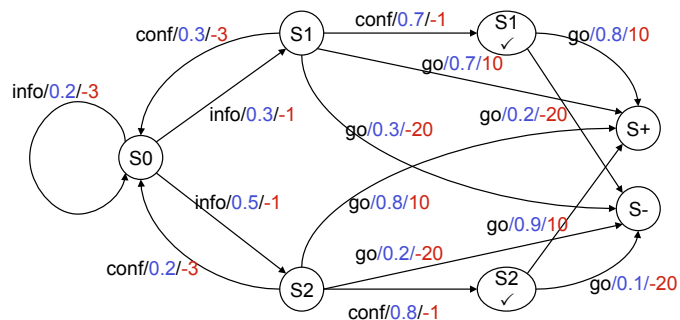 conf/0.7/-1
S1
✓
conf/0.3/-3
S1
go/0.8/10
go/0.7/10
info/0.2/-3
info/0.3/-1
go/0.2/-20
go/0.3/-20
S+
S0
info/0.5/-1
go/0.8/10
S-
go/0.9/10
go/0.2/-20
conf/0.2/-3
S2
S2
✓
go/0.1/-20
conf/0.8/-1